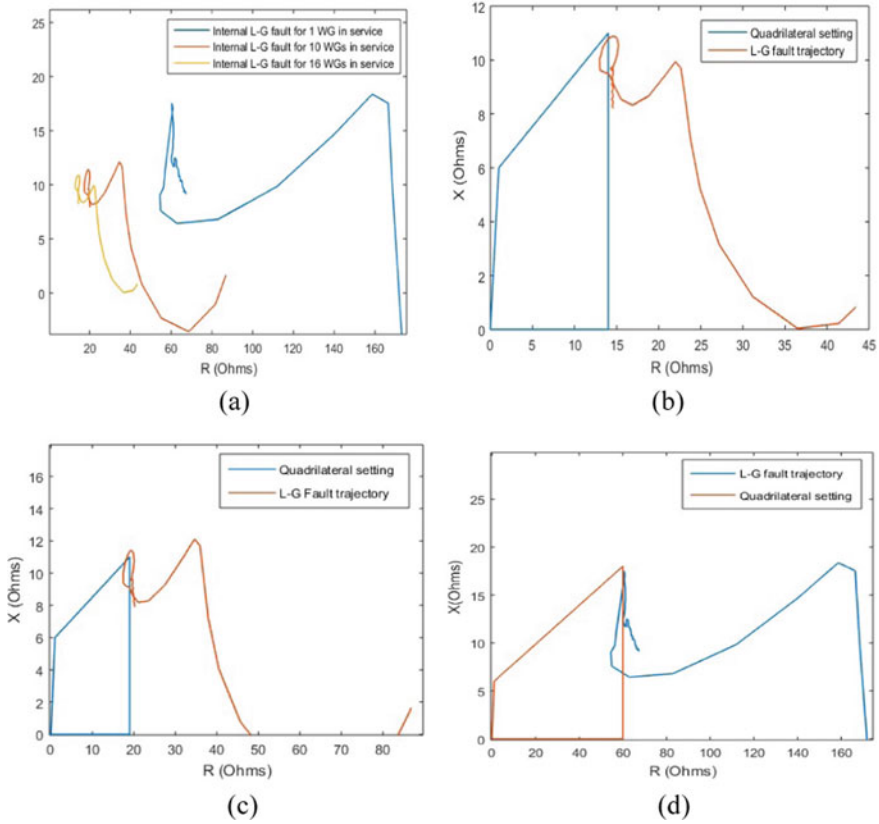 25
20
15
10
5
0
20 40 60 80 100 120 140 160
R (Ohms)
Internal L-G fault for 1 WG in service
Internal L-G fault for 10 WGs in service
Internal L-G fault for 16 WGs in service
(a)
12
10
8
6
4
2
0
X (Ohms)
0 5 10 15 20 25 30 35 40 45
R (Ohms)
Quadrilateral setting
L-G fault trajectory
(b)
16
14
12
10
8
6
4
2
0
X (Ohms)
0 10 20 30 40 50 60 70 80
R (Ohms)
Quadrilateral setting
L-G Fault trajectory
(c)
25
20
15
10
5
0
X(Ohms)
0 20 40 60 80 100 120 140 160
R (Ohms)
L-G fault trajectory
Quadrilateral setting
(d)